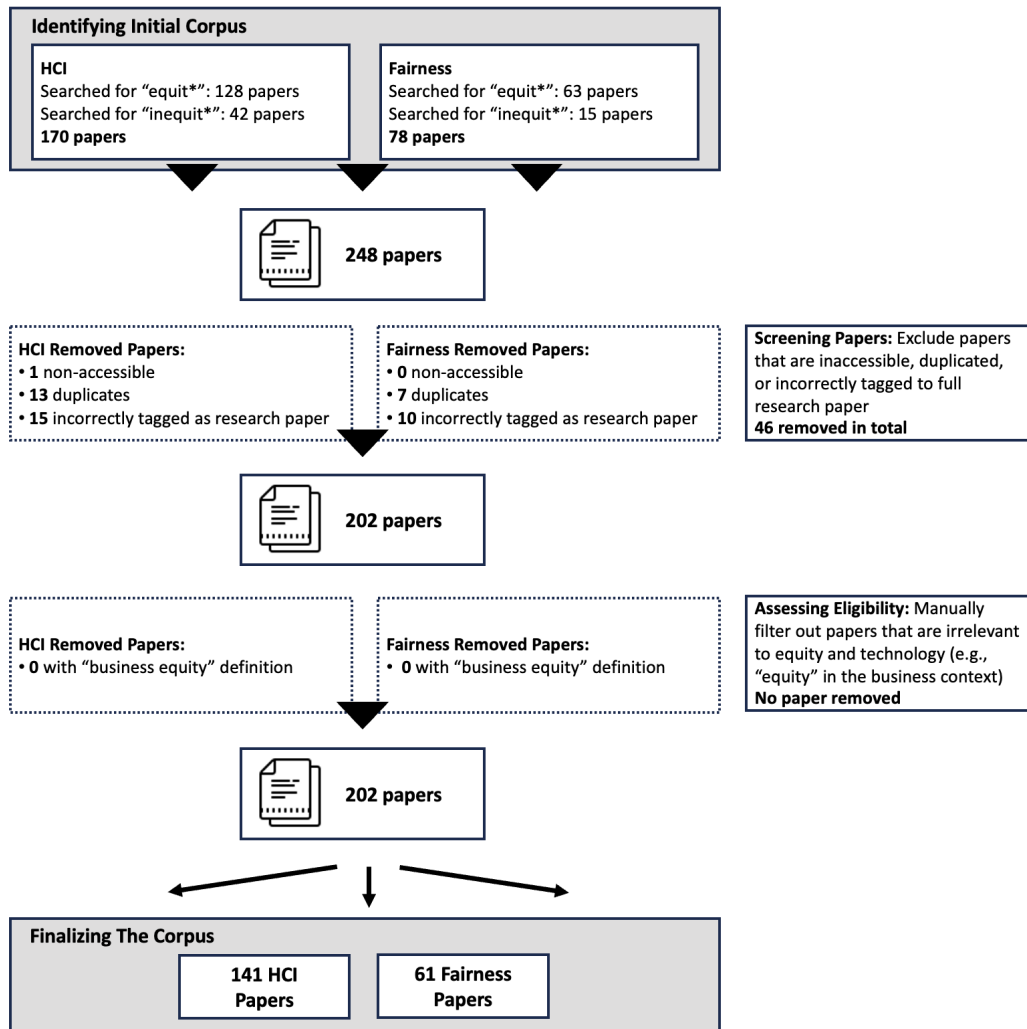 Identifying Initial Corpus
HCI
Searched for “equit*”: 128 papers
Searched for “inequit*”: 42 papers
170 papers
Fairness
Searched for “equit*”: 63 papers
Searched for “inequit*”: 15 papers
78 papers
248 papers
HCI Removed Papers:
• 1 non-accessible
• 13 duplicates
• 15 incorrectly tagged as research paper
Fairness Removed Papers:
• 0 non-accessible
• 7 duplicates
• 10 incorrectly tagged as research paper
Screening Papers: Exclude papers
that are inaccessible, duplicated,
or incorrectly tagged to full
research paper
46 removed in total
202 papers
HCI Removed Papers:
• 0 with “business equity” definition
Fairness Removed Papers:
• 0 with “business equity” definition
Assessing Eligibility: Manually
filter out papers that are irrelevant
to equity and technology (e.g.,
“equity” in the business context)
No paper removed
202 papers
Finalizing The Corpus
141 HCI
Papers
61 Fairness
Papers